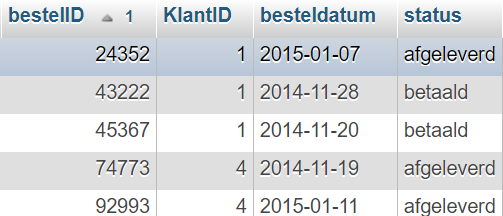 bestelID 1 KlantID besteldatum status
24352 1 2015-01-07 afgeleverd
43222 1 2014-11-28 betaald
45367 1 2014-11-20 betaald
74773 4 2014-11-19 afgeleverd
92993 4 2015-01-11 afgeleverd